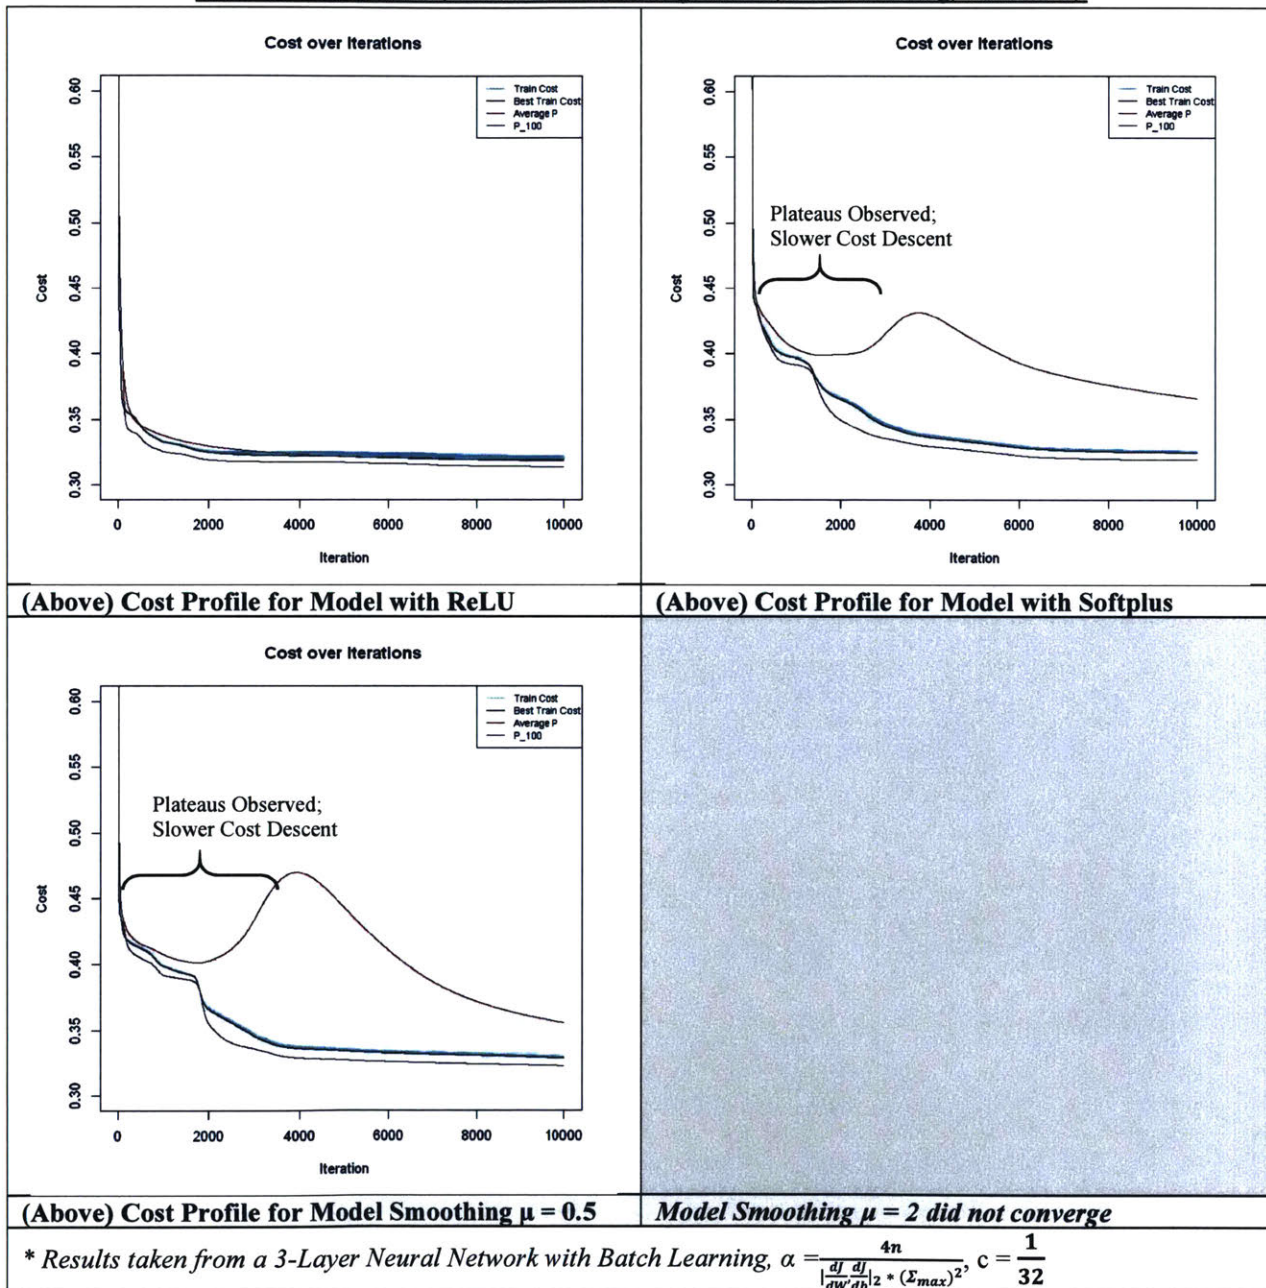 Cost over Iterations
Train Cost
Best Train Cost
Average P
P_100
Cost
0.60
0.55
0.50
0.45
0.40
0.35
0.30
0 2000 4000 6000 8000 10000
Iteration
(Above) Cost Profile for Model with ReLU
Cost over Iterations
Train Cost
Best Train Cost
Average P
P_100
Plateaus Observed;
Slower Cost Descent
Cost
0.60
0.55
0.50
0.45
0.40
0.35
0.30
0 2000 4000 6000 8000 10000
Iteration
(Above) Cost Profile for Model with Softplus
Cost over Iterations
Train Cost
Best Train Cost
Average P
P_100
Plateaus Observed;
Slower Cost Descent
Cost
0.60
0.55
0.50
0.45
0.40
0.35
0.30
0 2000 4000 6000 8000 10000
Iteration
(Above) Cost Profile for Model Smoothing μ = 0.5
Model Smoothing μ = 2 did not converge
* Results taken from a 3-Layer Neural Network with Batch Learning, α = 4n / |dJ/dW' dJ/db|₂ * (Σmax)², c = 1/32